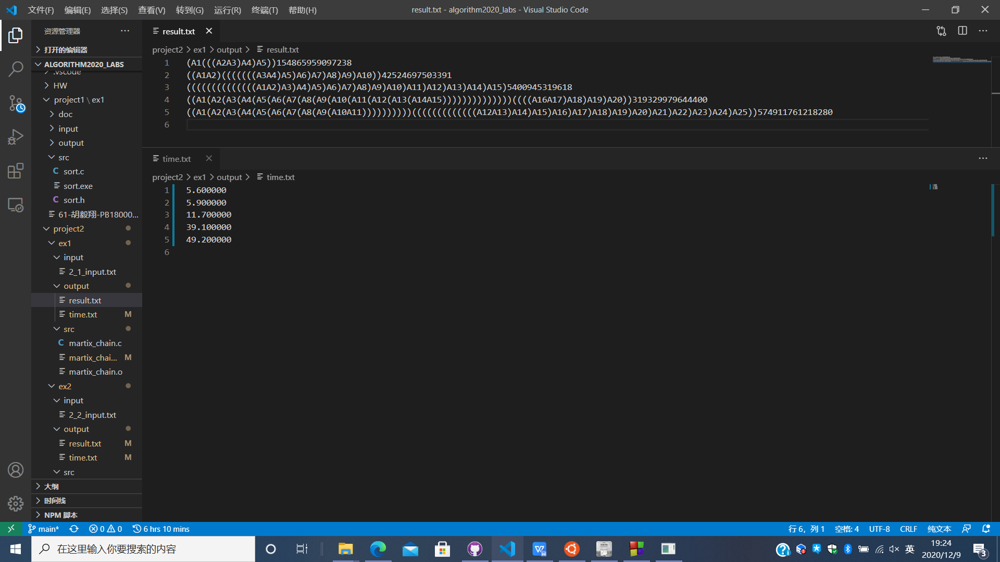 文件(F) 编辑(E) 选择(S) 查看(V) 转到(G) 运行(R) 终端(T) 帮助(H)
result.txt - algorithm2020_labs - Visual Studio Code
资源管理器
打开的编辑器
ALGORITHM2020_LABS
.vscode
HW
project1 \ ex1
doc
input
output
src
sort.c
sort.exe
sort.h
61-胡毅翔-PB18000...
project2
ex1
input
2_1_input.txt
output
result.txt
time.txt M
src
martix_chain.c
martix_chai... M
martix_chain.o
ex2
input
2_2_input.txt
output
result.txt M
time.txt M
src
大纲
时间线
NPM 脚本
result.txt
project2 > ex1 > output > result.txt
1 (A1(((A2A3)A4)A5))154865959097238
2 ((A1A2)(((((((A3A4)A5)A6)A7)A8)A9)A10))42524697503391
3 ((((((((((((((A1A2)A3)A4)A5)A6)A7)A8)A9)A10)A11)A12)A13)A14)A15)5400945319618
4 ((A1(A2(A3(A4(A5(A6(A7(A8(A9(A10(A11(A12(A13(A14A15))))))))))))))((((A16A17)A18)A19)A20))319329979644400
5 ((A1(A2(A3(A4(A5(A6(A7(A8(A9(A10A11))))))))))(((((((((((((A12A13)A14)A15)A16)A17)A18)A19)A20)A21)A22)A23)A24)A25))574911761218280
6
time.txt
project2 > ex1 > output > time.txt
1 5.600000
2 5.900000
3 11.700000
4 39.100000
5 49.200000
6
main* 0 0 6 hrs 10 mins
行 6，列 1 空格: 4 UTF-8 CRLF 纯文本
在这里输入你要搜索的内容
英
19:24
2020/12/9
3